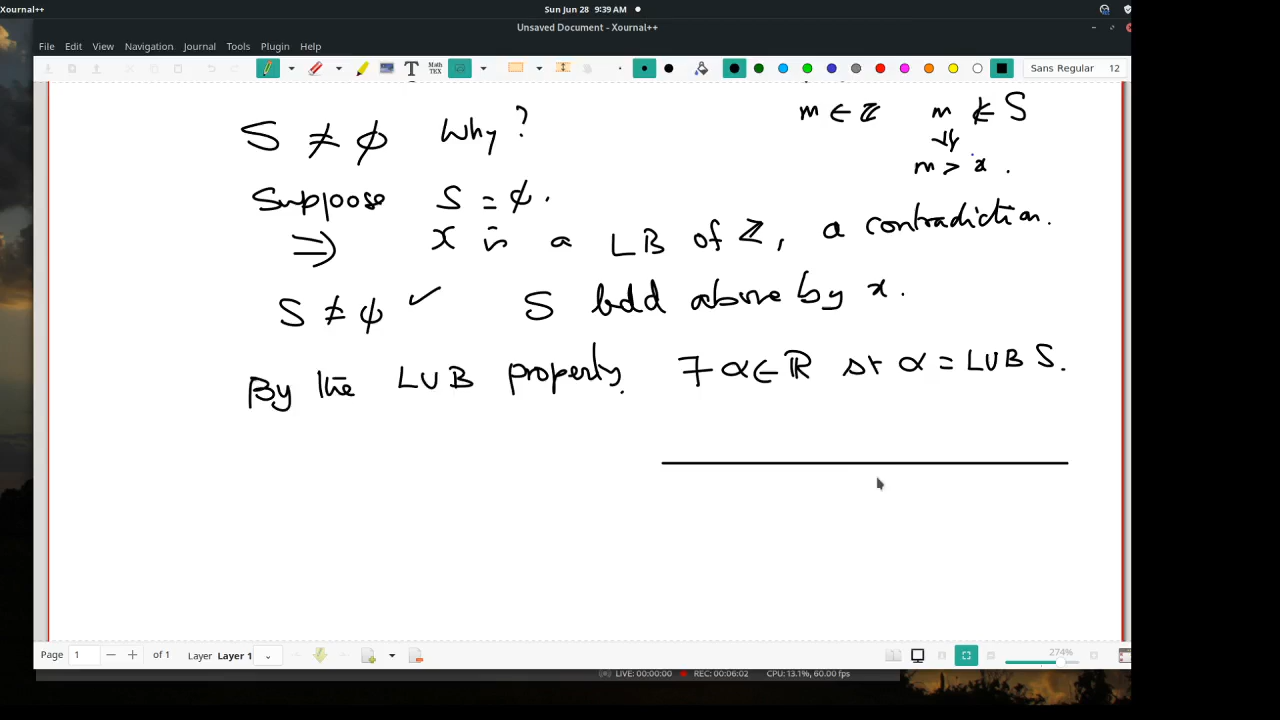 Xournal++
Sun Jun 28 9:39 AM
Unsaved Document - Xournal++
File Edit View Navigation Journal Tools Plugin Help
Sans Regular 12
m ∈ ℤ m ∉ S
⇓
m > x .
S ≠ φ Why ?
Suppose S = φ.
⇒ x is a LB of ℤ, a contradiction.
S ≠ φ ✓ S bdd above by x .
By the LUB property. ∃ α ∈ ℝ st α = LUB S.
Page 1 of 1 Layer Layer 1 274%
LIVE: 00:00:00 REC: 00:06:02 CPU: 13.1%, 60.00 fps